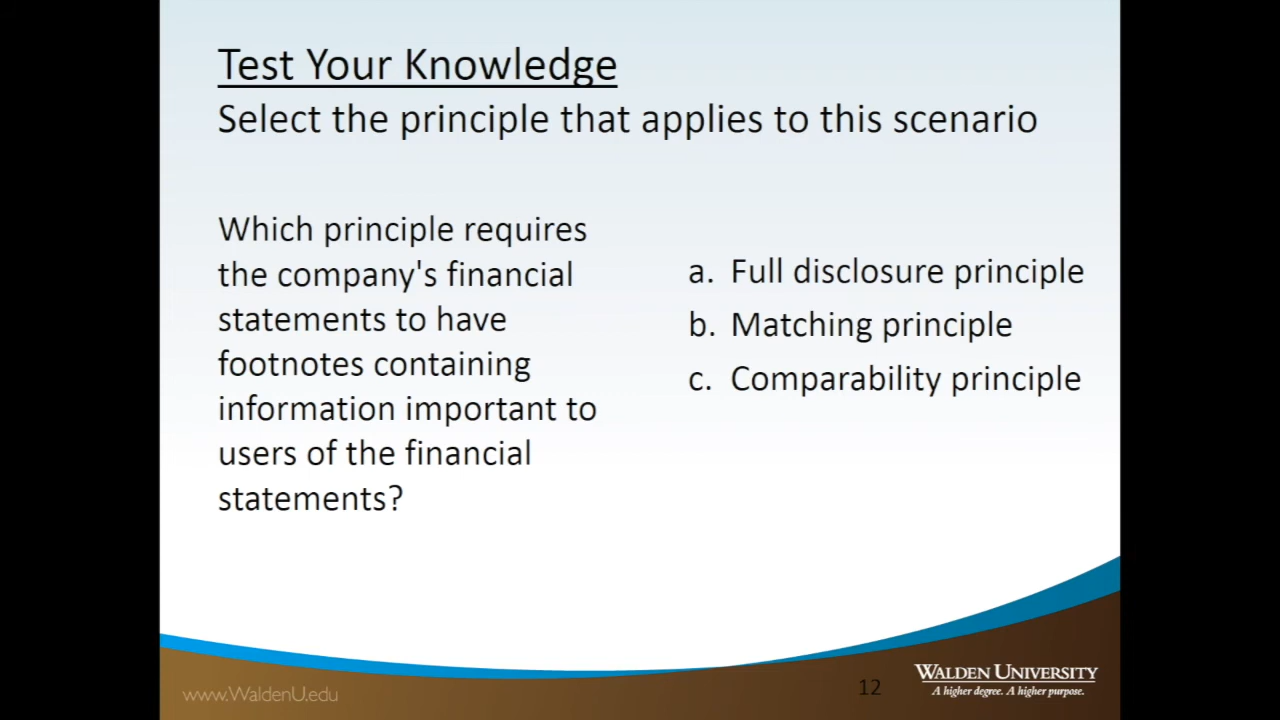 Test Your Knowledge
Select the principle that applies to this scenario
Which principle requires
the company's financial
statements to have
footnotes containing
information important to
users of the financial
statements?
a. Full disclosure principle
b. Matching principle
c. Comparability principle
www.WaldenU.edu
12
WALDEN UNIVERSITY
A higher degree. A higher purpose.